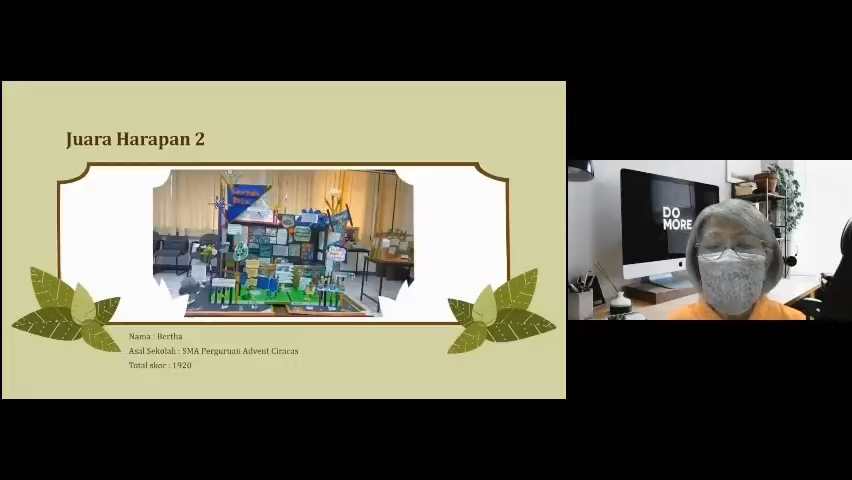 Juara Harapan 2
Nama : Bertha
Asal Sekolah : SMA Perguruan Advent Ciracas
Total skor : 1920
DO
MORE